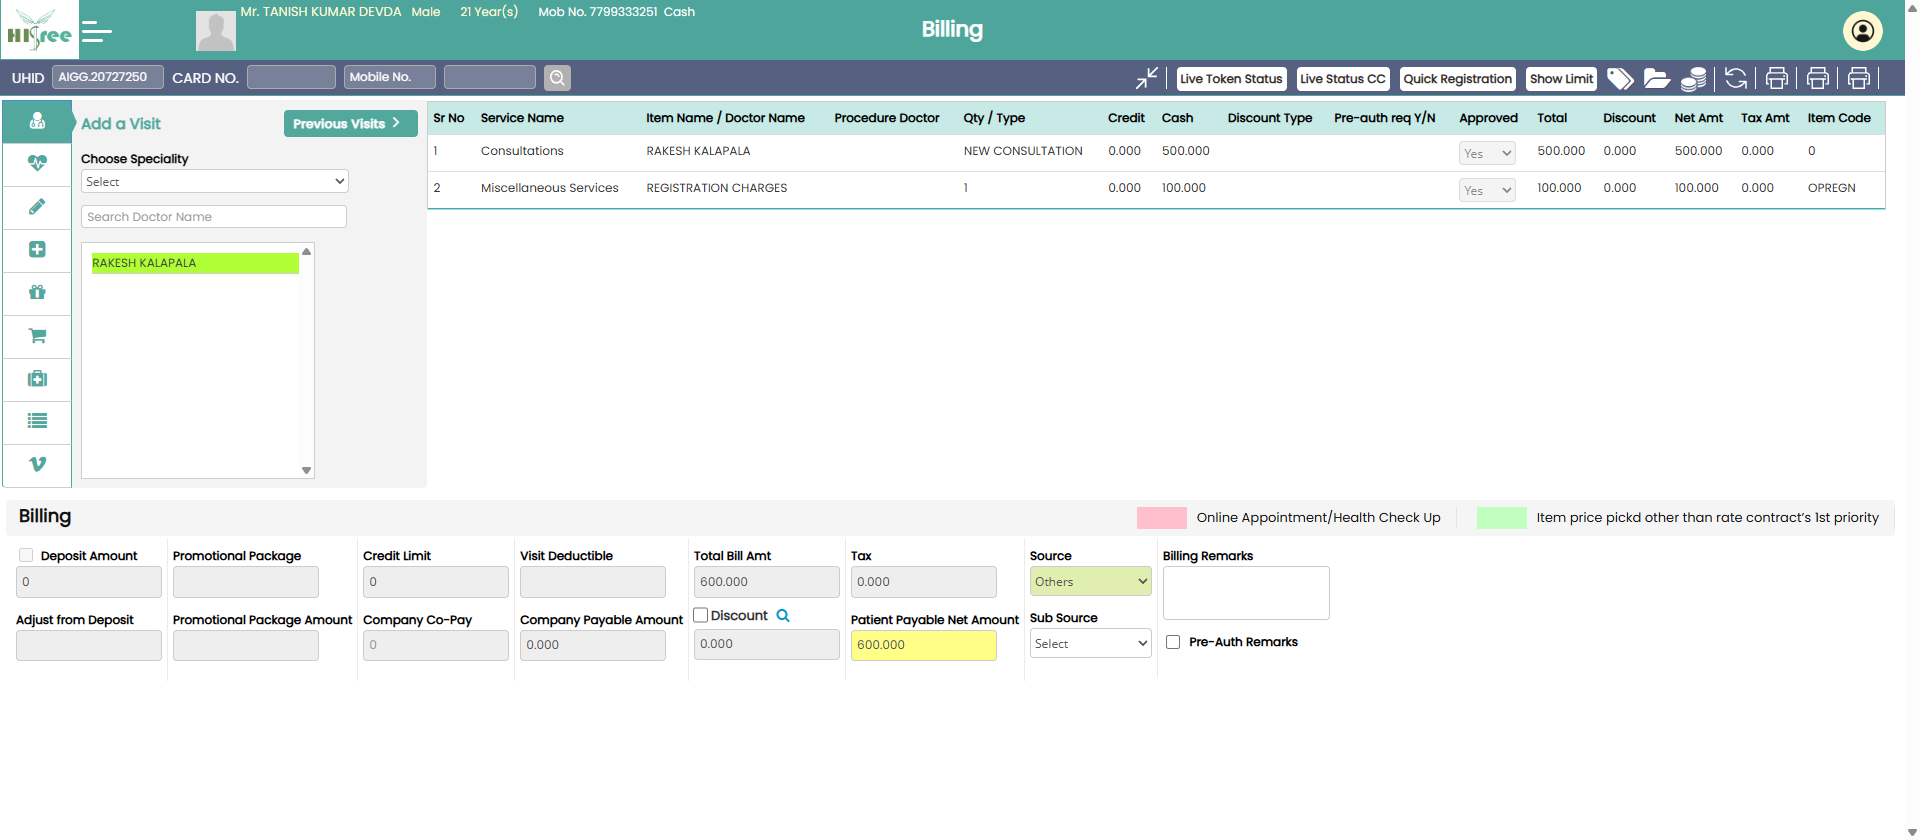 HISree
Mr. TANISH KUMAR DEVDA Male 21 Year(s) Mob No. 7799333251 Cash
Billing
UHID AIGG.20727250 CARD NO. Mobile No.
Live Token Status Live Status CC Quick Registration Show Limit
Add a Visit
Previous Visits
Choose Speciality
Select
Search Doctor Name
RAKESH KALAPALA
Sr No Service Name Item Name / Doctor Name Procedure Doctor Qty / Type Credit Cash Discount Type Pre-auth req Y/N Approved Total Discount Net Amt Tax Amt Item Code
1 Consultations RAKESH KALAPALA NEW CONSULTATION 0.000 500.000 Yes 500.000 0.000 500.000 0.000 0
2 Miscellaneous Services REGISTRATION CHARGES 1 0.000 100.000 Yes 100.000 0.000 100.000 0.000 OPREGN
Billing
Online Appointment/Health Check Up
Item price pickd other than rate contract's 1st priority
Deposit Amount Promotional Package Credit Limit Visit Deductible Total Bill Amt Tax Source Billing Remarks
0 0 600.000 0.000 Others
Adjust from Deposit Promotional Package Amount Company Co-Pay Company Payable Amount Discount Patient Payable Net Amount Sub Source
0 0.000 0.000 600.000 Select
Pre-Auth Remarks